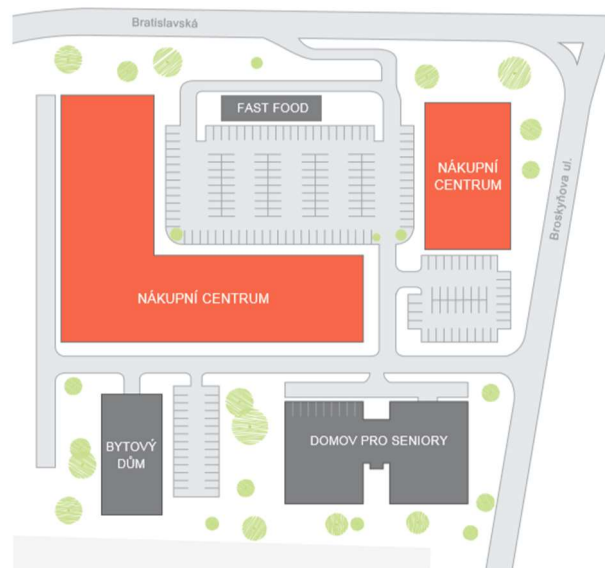 Bratislavská
FAST FOOD
NÁKUPNÍ
CENTRUM
Broskyňova ul.
NÁKUPNÍ CENTRUM
BYTOVÝ
DŮM
DOMOV PRO SENIORY